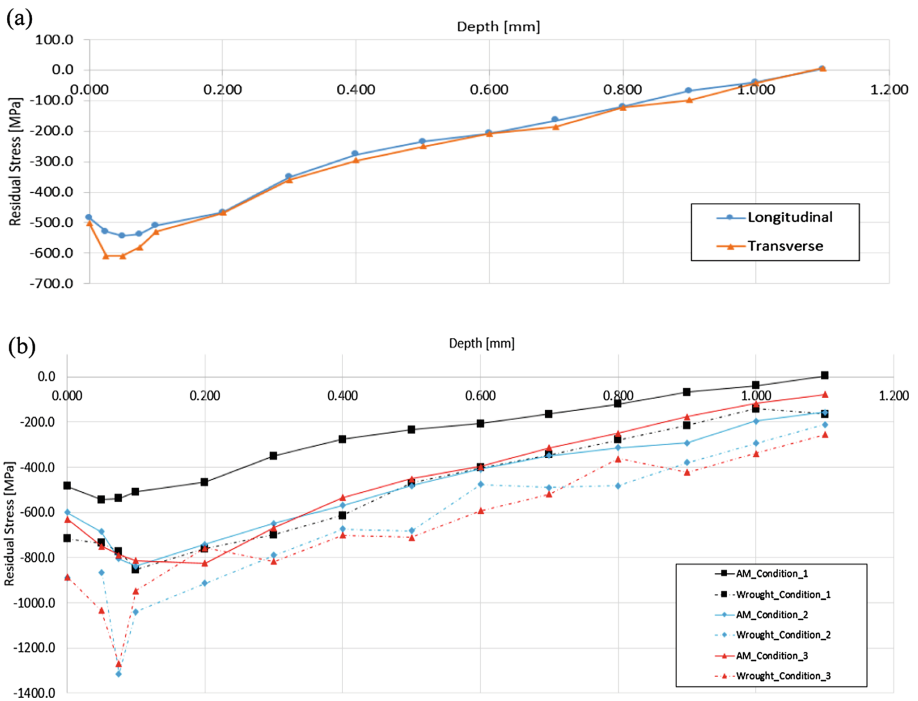 (a)
Depth [mm]
100.0
0.0
0.000 0.200 0.400 0.600 0.800 1.000 1.200
-100.0
-200.0
-300.0
-400.0
-500.0
-600.0
-700.0
Residual Stress [MPa]
Longitudinal
Transverse
(b)
Depth [mm]
0.0
0.000 0.200 0.400 0.600 0.800 1.000 1.200
-200.0
-400.0
-600.0
-800.0
-1000.0
-1200.0
-1400.0
Residual Stress [MPa]
AM_Condition_1
Wrought_Condition_1
AM_Condition_2
Wrought_Condition_2
AM_Condition_3
Wrought_Condition_3